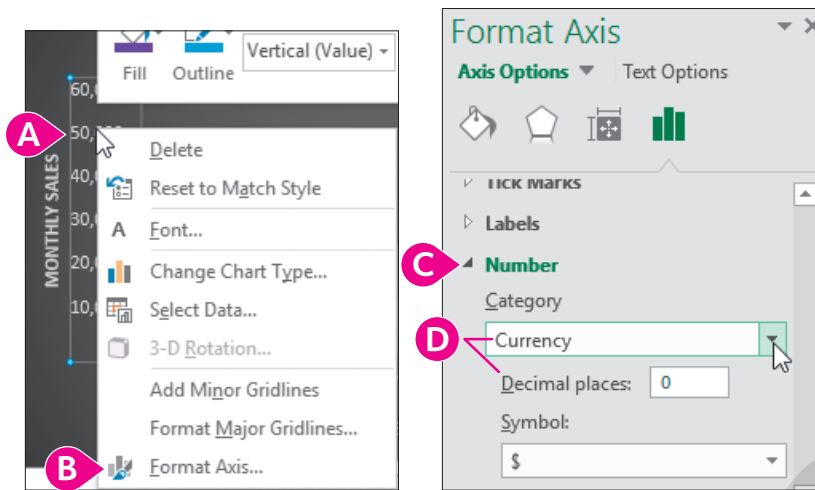 Fill Outline
Vertical (Value)
60,
A
50,
40,
30,
20,
10,
MONTHLY SALES
Delete
Reset to Match Style
A Font...
Change Chart Type...
Select Data...
3-D Rotation...
Add Minor Gridlines
Format Major Gridlines...
B
Format Axis...
Format Axis
Axis Options Text Options
Tick Marks
Labels
C
Number
Category
D
Currency
Decimal places: 0
Symbol:
$